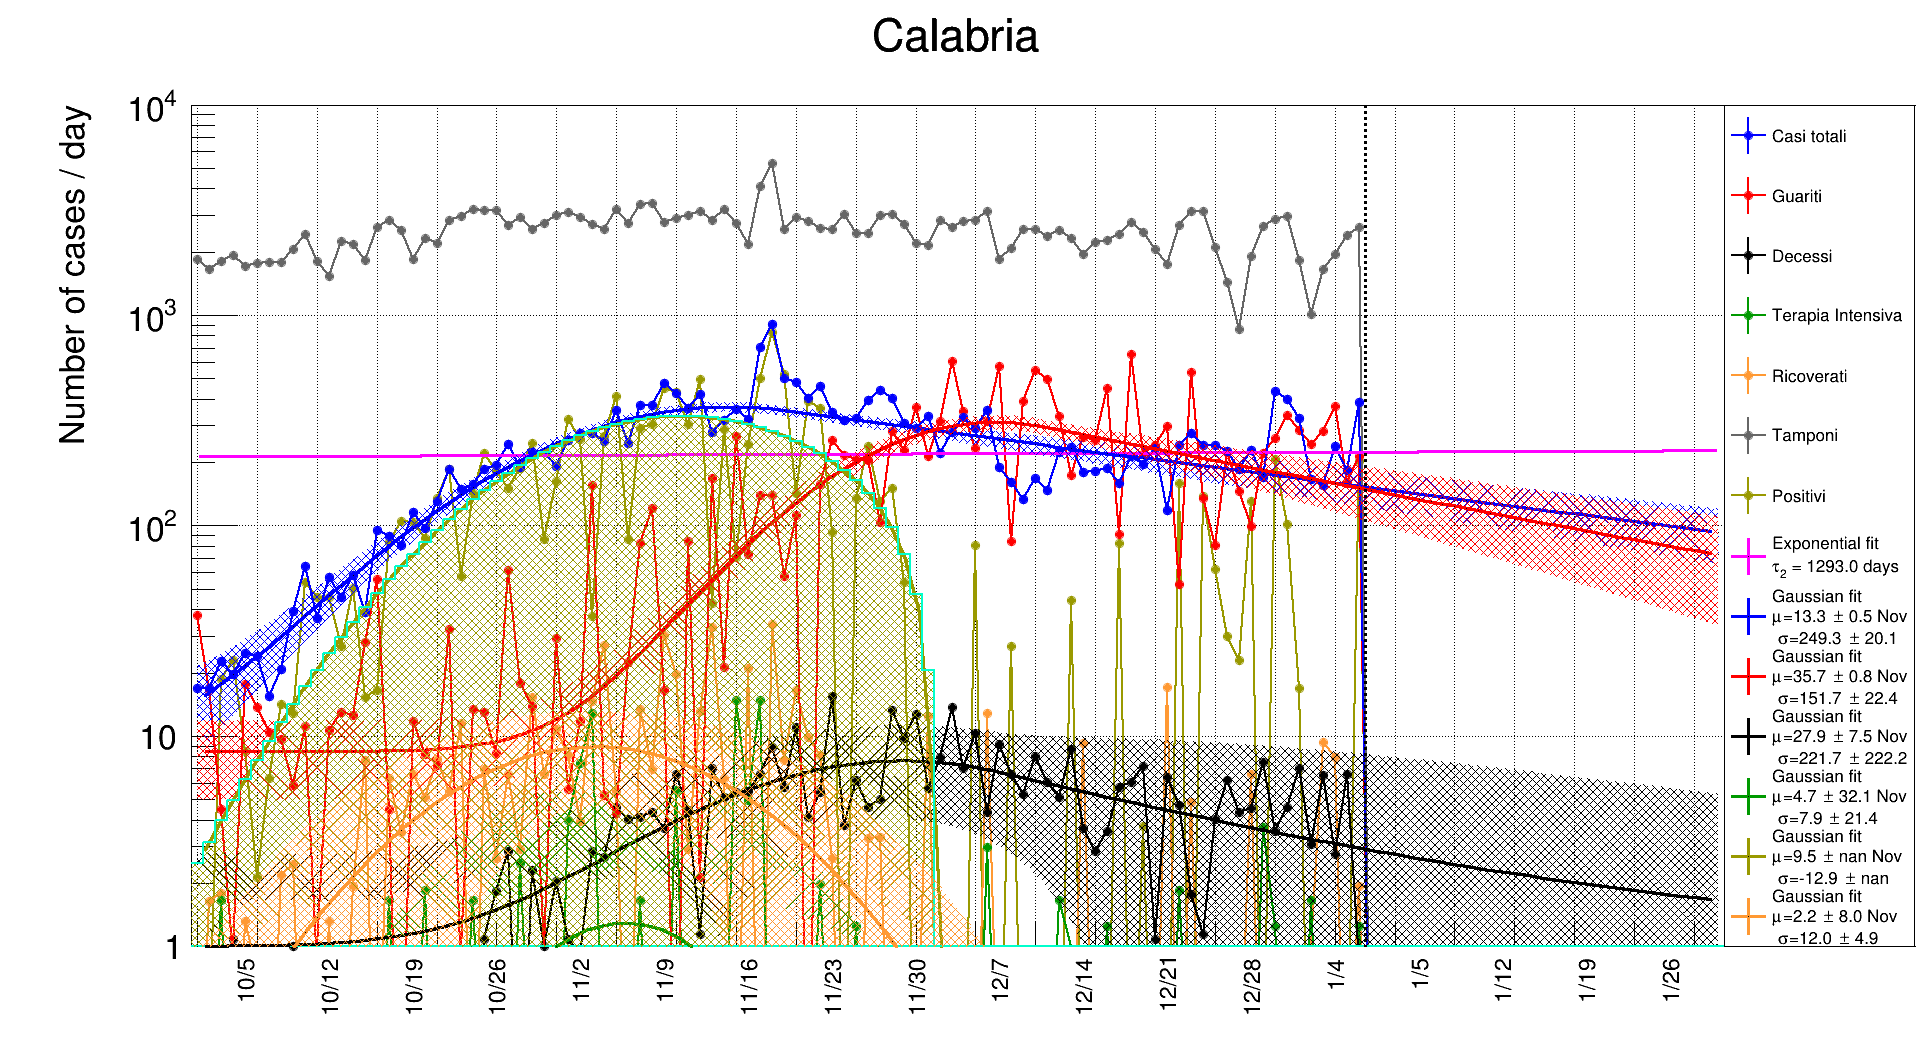 Calabria
Number of cases / day
10⁴
10³
10²
10
1
10/5
10/12
10/19
10/26
11/2
11/9
11/16
11/23
11/30
12/7
12/14
12/21
12/28
1/4
1/5
1/12
1/19
1/26
Casi totali
Guariti
Decessi
Terapia Intensiva
Ricoverati
Tamponi
Positivi
Exponential fit
τ₂ = 1293.0 days
Gaussian fit
μ=13.3 ± 0.5 Nov
σ=249.3 ± 20.1
Gaussian fit
μ=35.7 ± 0.8 Nov
σ=151.7 ± 22.4
Gaussian fit
μ=27.9 ± 7.5 Nov
σ=221.7 ± 222.2
Gaussian fit
μ=4.7 ± 32.1 Nov
σ=7.9 ± 21.4
Gaussian fit
μ=9.5 ± nan Nov
σ=-12.9 ± nan
Gaussian fit
μ=2.2 ± 8.0 Nov
σ=12.0 ± 4.9